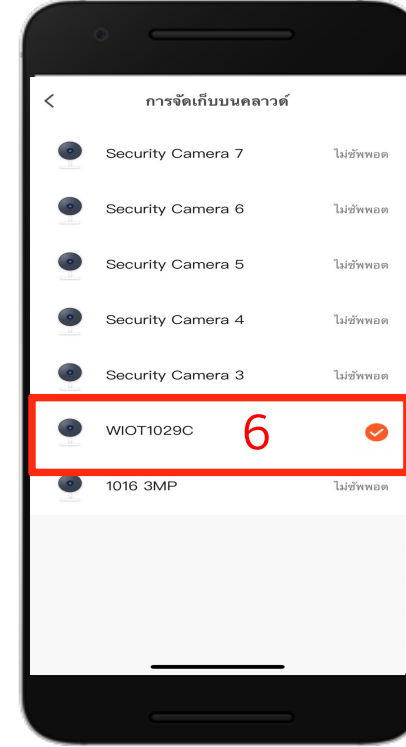 การจัดเก็บบนคลาวด์
Security Camera 7 ไม่ซัพพอต
Security Camera 6 ไม่ซัพพอต
Security Camera 5 ไม่ซัพพอต
Security Camera 4 ไม่ซัพพอต
Security Camera 3 ไม่ซัพพอต
WIOT1029C 6
1016 3MP ไม่ซัพพอต